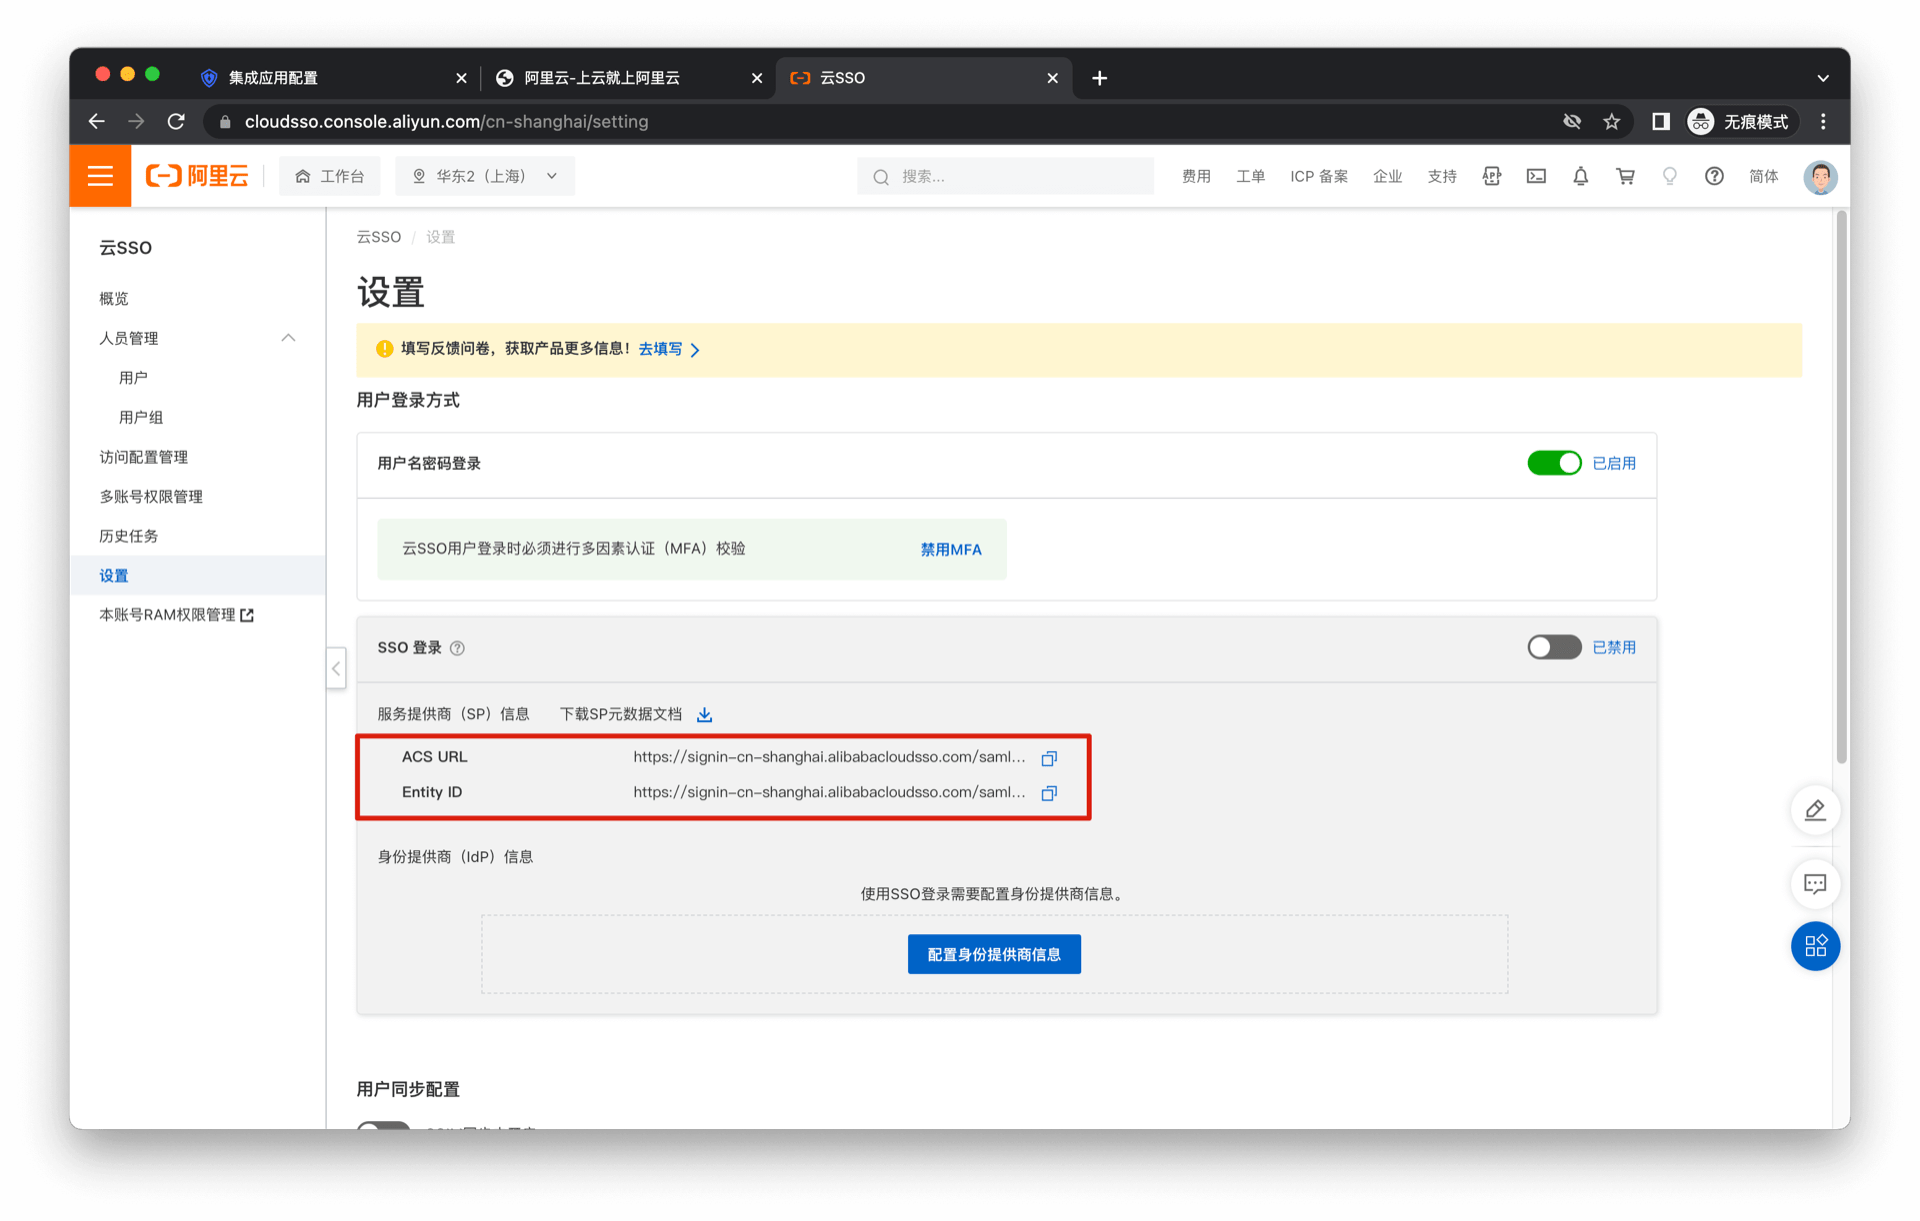 集成应用配置
阿里云-上云就上阿里云
云SSO
cloudsso.console.aliyun.com/cn-shanghai/setting
无痕模式
阿里云
工作台
华东2（上海）
搜索...
费用
工单
ICP 备案
企业
支持
简体
云SSO
概览
人员管理
用户
用户组
访问配置管理
多账号权限管理
历史任务
设置
本账号RAM权限管理
云SSO / 设置
设置
填写反馈问卷，获取产品更多信息！ 去填写
用户登录方式
用户名密码登录
已启用
云SSO用户登录时必须进行多因素认证（MFA）校验
禁用MFA
SSO 登录
已禁用
服务提供商（SP）信息
下载SP元数据文档
ACS URL
https://signin-cn-shanghai.alibabacloudsso.com/saml...
Entity ID
https://signin-cn-shanghai.alibabacloudsso.com/saml...
身份提供商（IdP）信息
使用SSO登录需要配置身份提供商信息。
配置身份提供商信息
用户同步配置